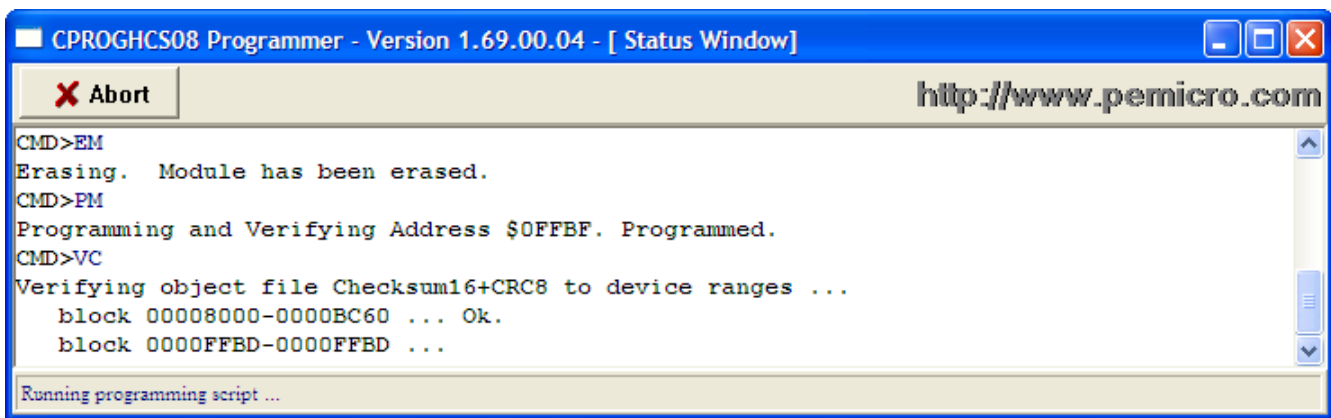 CPROGHCS08 Programmer - Version 1.69.00.04 - [ Status Window]
Abort
http://www.pemicro.com
CMD>EM
Erasing.  Module has been erased.
CMD>PM
Programming and Verifying Address $0FFBF. Programmed.
CMD>VC
Verifying object file Checksum16+CRC8 to device ranges ...
   block 00008000-0000BC60 ... Ok.
   block 0000FFBD-0000FFBD ...
Running programming script ...